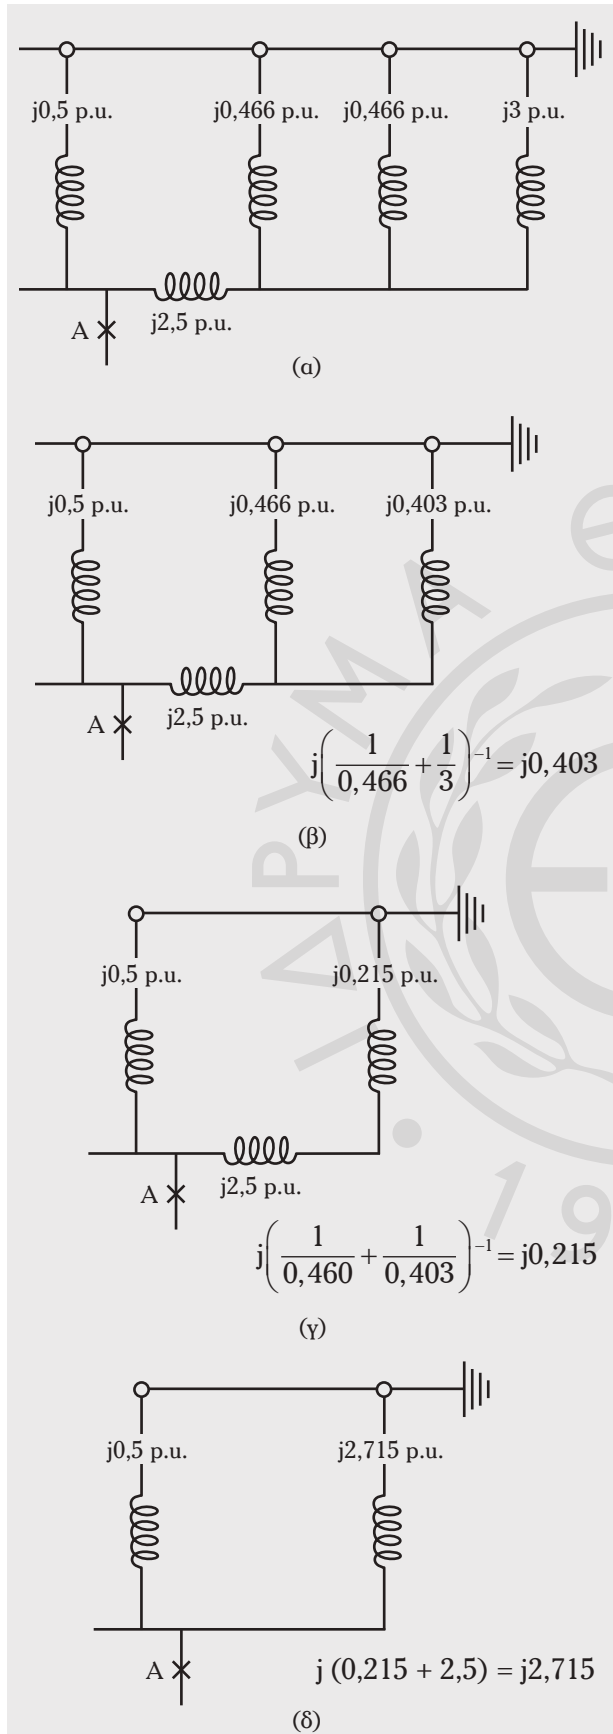 j0,5 p.u. j0,466 p.u. j0,466 p.u. j3 p.u.
A
j2,5 p.u.
(α)
j0,5 p.u. j0,466 p.u. j0,403 p.u.
A
j2,5 p.u.
j(1/0,466 + 1/3)⁻¹ = j0,403
(β)
j0,5 p.u. j0,215 p.u.
A
j2,5 p.u.
j(1/0,460 + 1/0,403)⁻¹ = j0,215
(γ)
j0,5 p.u. j2,715 p.u.
A
j (0,215 + 2,5) = j2,715
(δ)